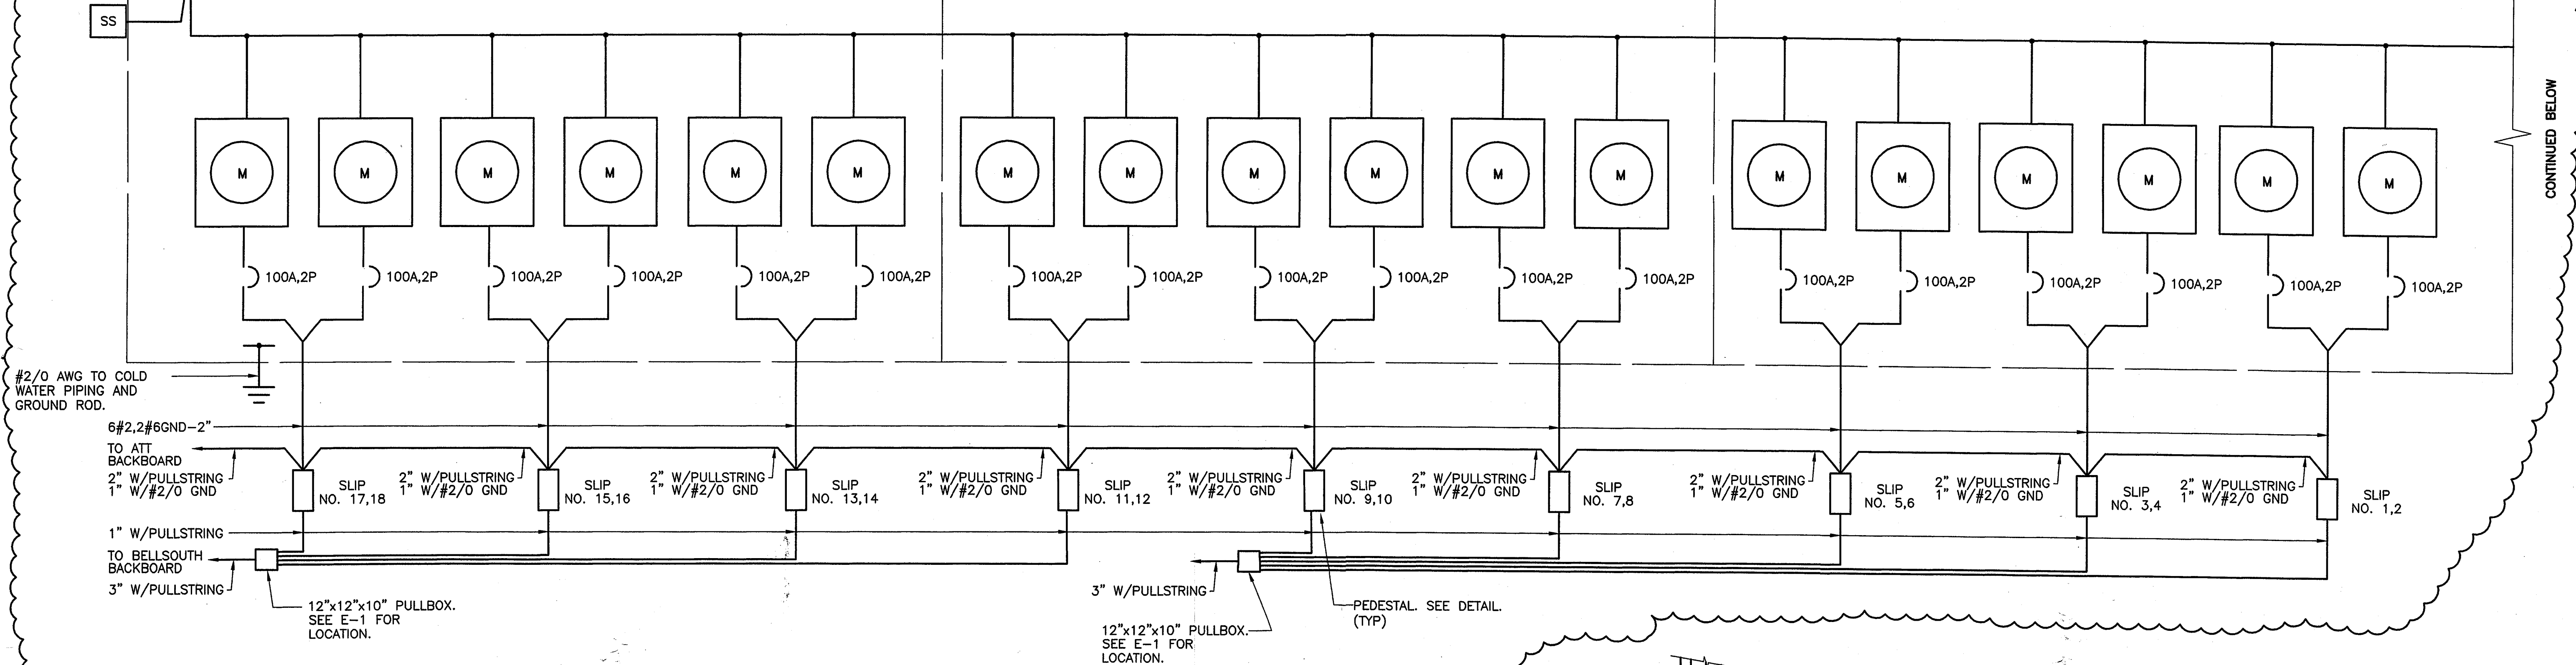 SS
CONTINUED BELOW
M M M M M M M M M M M M M M M M M M
100A,2P 100A,2P 100A,2P 100A,2P 100A,2P 100A,2P 100A,2P 100A,2P 100A,2P 100A,2P 100A,2P 100A,2P 100A,2P 100A,2P 100A,2P 100A,2P 100A,2P 100A,2P
#2/0 AWG TO COLD
WATER PIPING AND
GROUND ROD.
6#2,2#6GND-2"
TO ATT
BACKBOARD
2" W/PULLSTRING
1" W/#2/0 GND
SLIP
NO. 17,18
2" W/PULLSTRING
1" W/#2/0 GND
SLIP
NO. 15,16
2" W/PULLSTRING
1" W/#2/0 GND
SLIP
NO. 13,14
2" W/PULLSTRING
1" W/#2/0 GND
SLIP
NO. 11,12
2" W/PULLSTRING
1" W/#2/0 GND
SLIP
NO. 9,10
2" W/PULLSTRING
1" W/#2/0 GND
SLIP
NO. 7,8
2" W/PULLSTRING
1" W/#2/0 GND
SLIP
NO. 5,6
2" W/PULLSTRING
1" W/#2/0 GND
SLIP
NO. 3,4
2" W/PULLSTRING
1" W/#2/0 GND
SLIP
NO. 1,2
1" W/PULLSTRING
TO BELLSOUTH
BACKBOARD
3" W/PULLSTRING
12"x12"x10" PULLBOX.
SEE E-1 FOR
LOCATION.
3" W/PULLSTRING
12"x12"x10" PULLBOX.
SEE E-1 FOR
LOCATION.
PEDESTAL. SEE DETAIL.
(TYP)